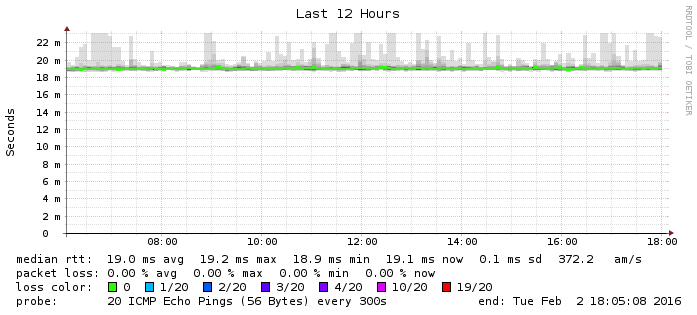 Last 12 Hours
RRDTOOL / TOBI OETIKER
Seconds
22 m
20 m
18 m
16 m
14 m
12 m
10 m
8 m
6 m
4 m
2 m
0
08:00 10:00 12:00 14:00 16:00 18:00
median rtt: 19.0 ms avg 19.2 ms max 18.9 ms min 19.1 ms now 0.1 ms sd 372.2 am/s
packet loss: 0.00 % avg 0.00 % max 0.00 % min 0.00 % now
loss color: 0 1/20 2/20 3/20 4/20 10/20 19/20
probe: 20 ICMP Echo Pings (56 Bytes) every 300s end: Tue Feb 2 18:05:08 2016